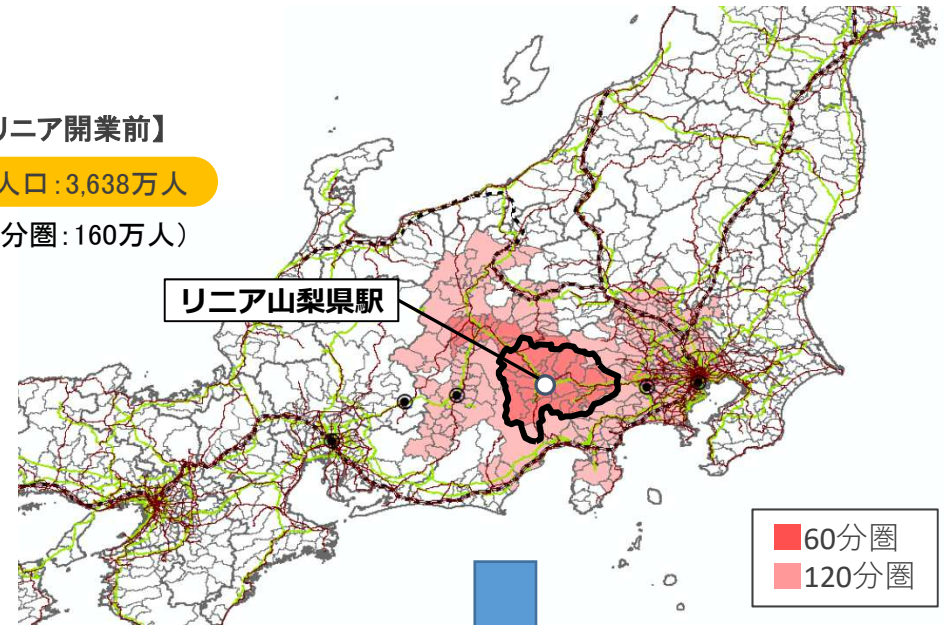 リニア開業前】
人口：3,638万人
分圏：160万人）
リニア山梨県駅
60分圏
120分圏